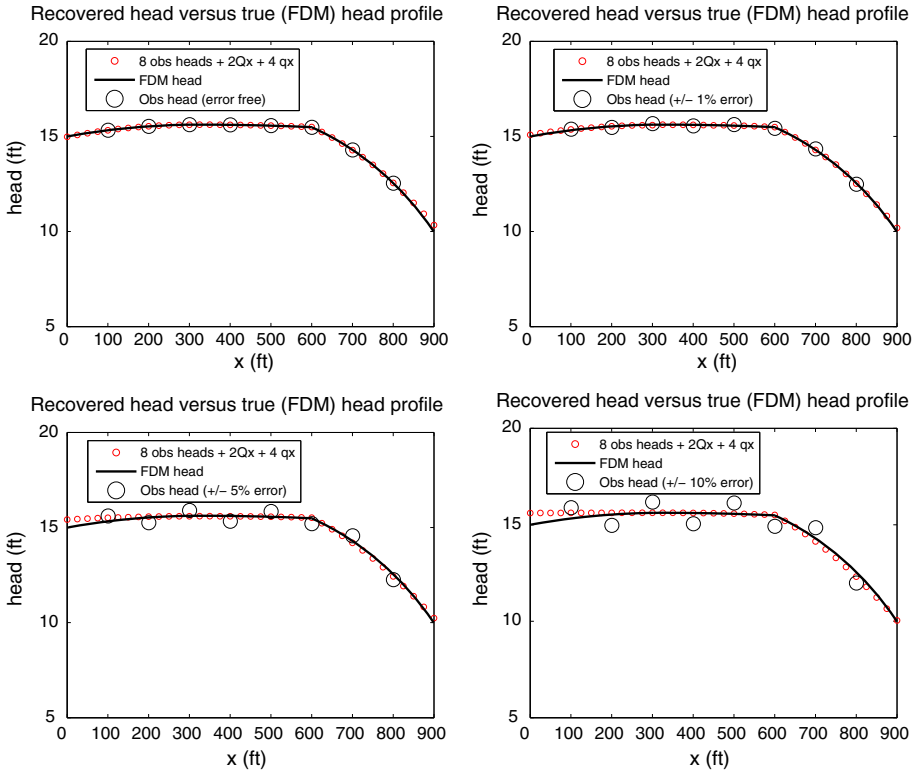 Recovered head versus true (FDM) head profile
20
15
10
5
head (ft)
8 obs heads + 2Qx + 4 qx
FDM head
Obs head (error free)
0 100 200 300 400 500 600 700 800 900
x (ft)
Recovered head versus true (FDM) head profile
20
15
10
5
head (ft)
8 obs heads + 2Qx + 4 qx
FDM head
Obs head (+/− 1% error)
0 100 200 300 400 500 600 700 800 900
x (ft)
Recovered head versus true (FDM) head profile
20
15
10
5
head (ft)
8 obs heads + 2Qx + 4 qx
FDM head
Obs head (+/− 5% error)
0 100 200 300 400 500 600 700 800 900
x (ft)
Recovered head versus true (FDM) head profile
20
15
10
5
head (ft)
8 obs heads + 2Qx + 4 qx
FDM head
Obs head (+/− 10% error)
0 100 200 300 400 500 600 700 800 900
x (ft)